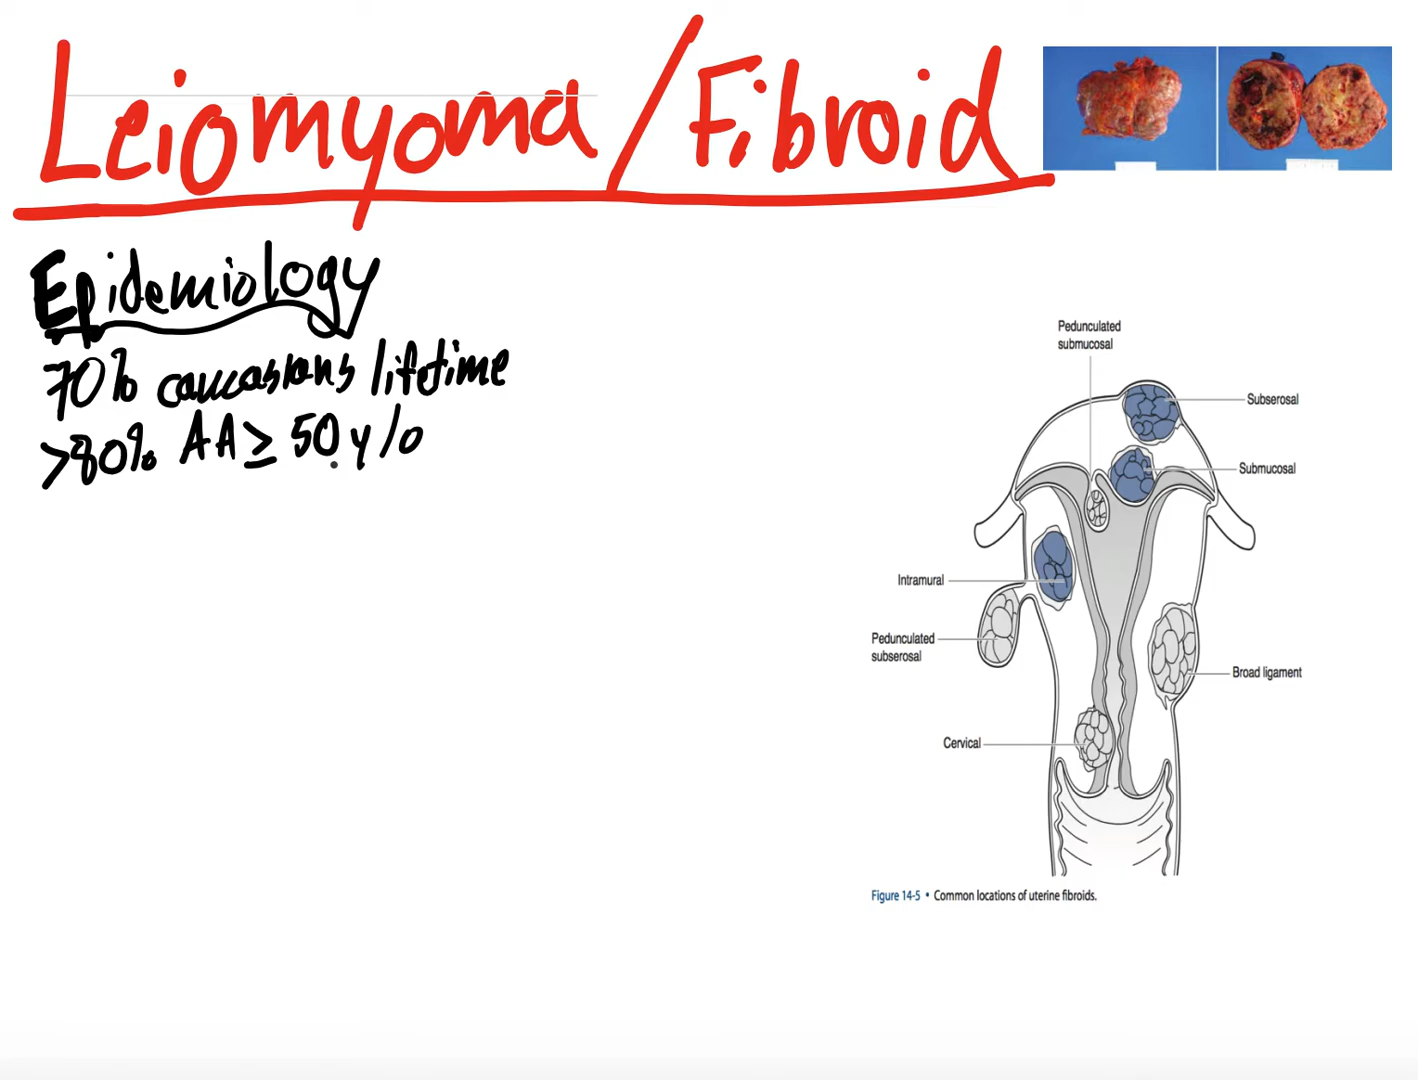 Leiomyoma/Fibroid
Epidemiology
70% caucasians lifetime
>80% AA ≥ 50 y/o
Pedunculated
submucosal
Subserosal
Submucosal
Intramural
Pedunculated
subserosal
Broad ligament
Cervical
Figure 14-5 • Common locations of uterine fibroids.